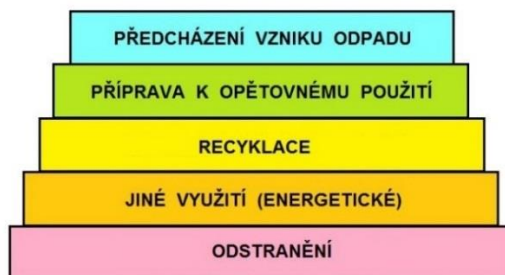 PŘEDCHÁZENÍ VZNIKU ODPADU
PŘÍPRAVA K OPĚTOVNÉMU POUŽITÍ
RECYKLACE
JINÉ VYUŽITÍ (ENERGETICKÉ)
ODSTRANĚNÍ